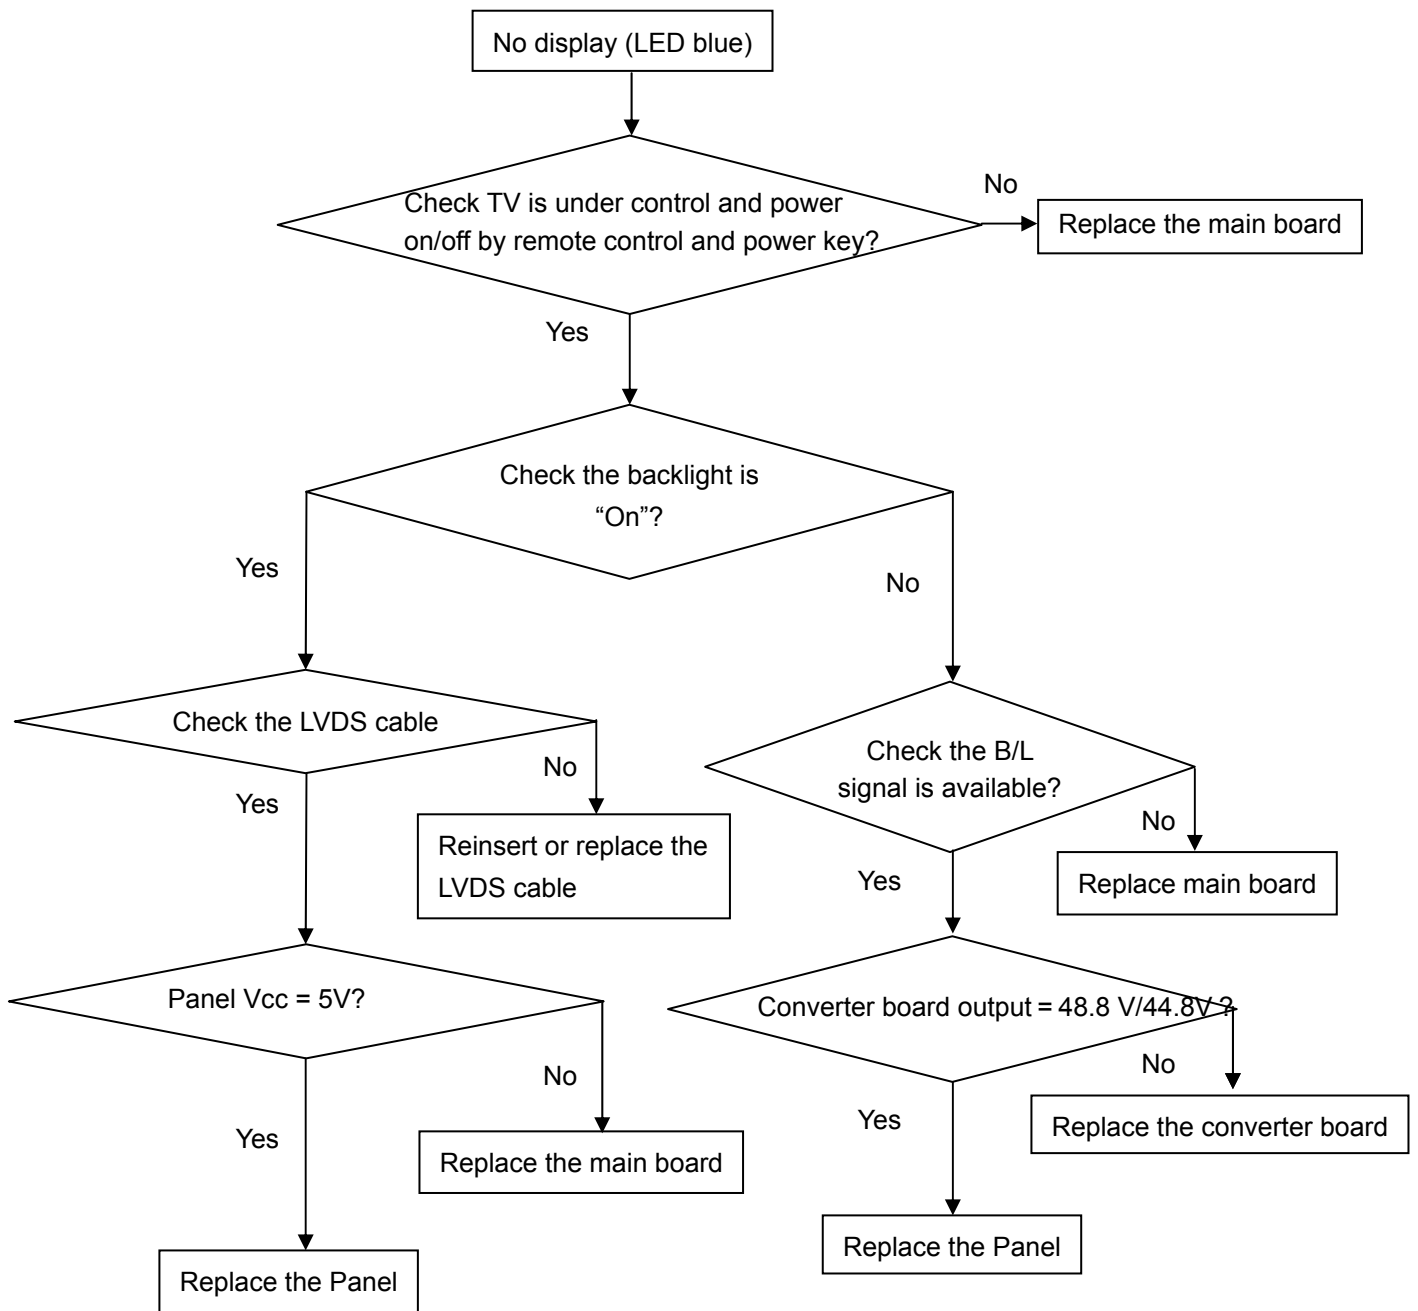 No display (LED blue)
Check TV is under control and power
on/off by remote control and power key?
No
Replace the main board
Yes
Check the backlight is
“On”?
Yes
No
Check the LVDS cable
Check the B/L
signal is available?
No
Yes
Reinsert or replace the
LVDS cable
No
Replace main board
Yes
Panel Vcc = 5V?
Converter board output = 48.8 V/44.8V ?
No
No
Yes
Yes
Replace the converter board
Replace the main board
Replace the Panel
Replace the Panel